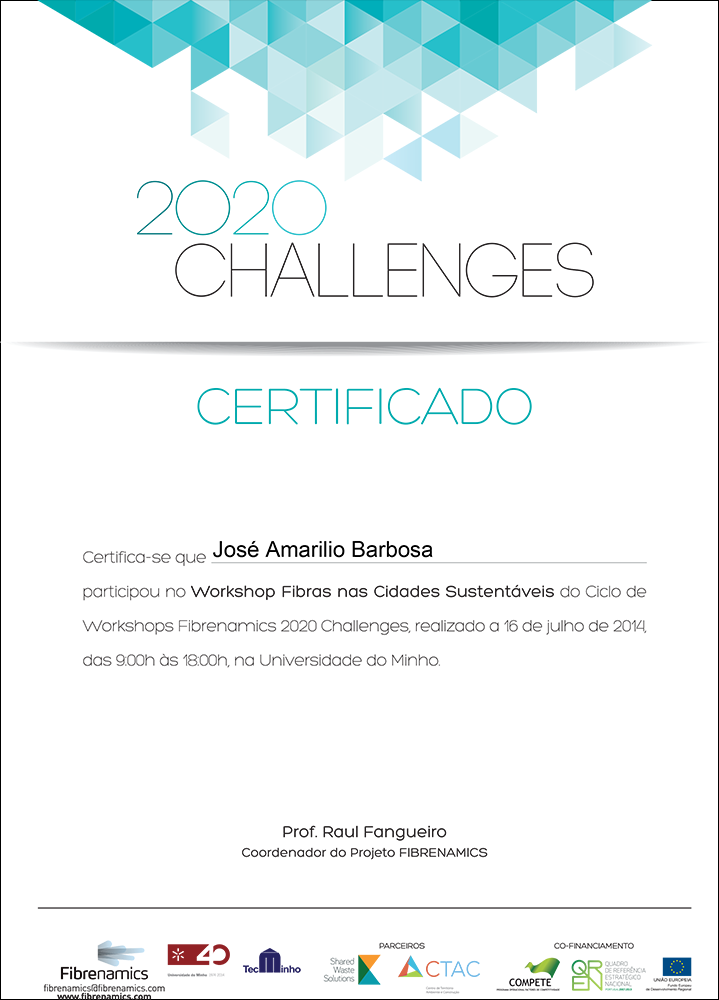 2020
CHALLENGES
CERTIFICADO
Certifica-se que José Amarilio Barbosa
participou no Workshop Fibras nas Cidades Sustentáveis do Ciclo de
Workshops Fibrenamics 2020 Challenges, realizado a 16 de julho de 2014,
das 9:00h às 18:00h, na Universidade do Minho.
Prof. Raul Fangueiro
Coordenador do Projeto FIBRENAMICS
PARCEIROS
CO-FINANCIAMENTO
Fibrenamics
fibrenamics@fibrenamics.com
www.fibrenamics.com
40
Universidade do Minho
TecMinho
Shared
Waste
Solutions
CTAC
COMPETE
QREN
QUADRO
DE REFERÊNCIA
ESTRATÉGICO
NACIONAL
UNIÃO EUROPEIA
Fundo Europeu
de Desenvolvimento Regional